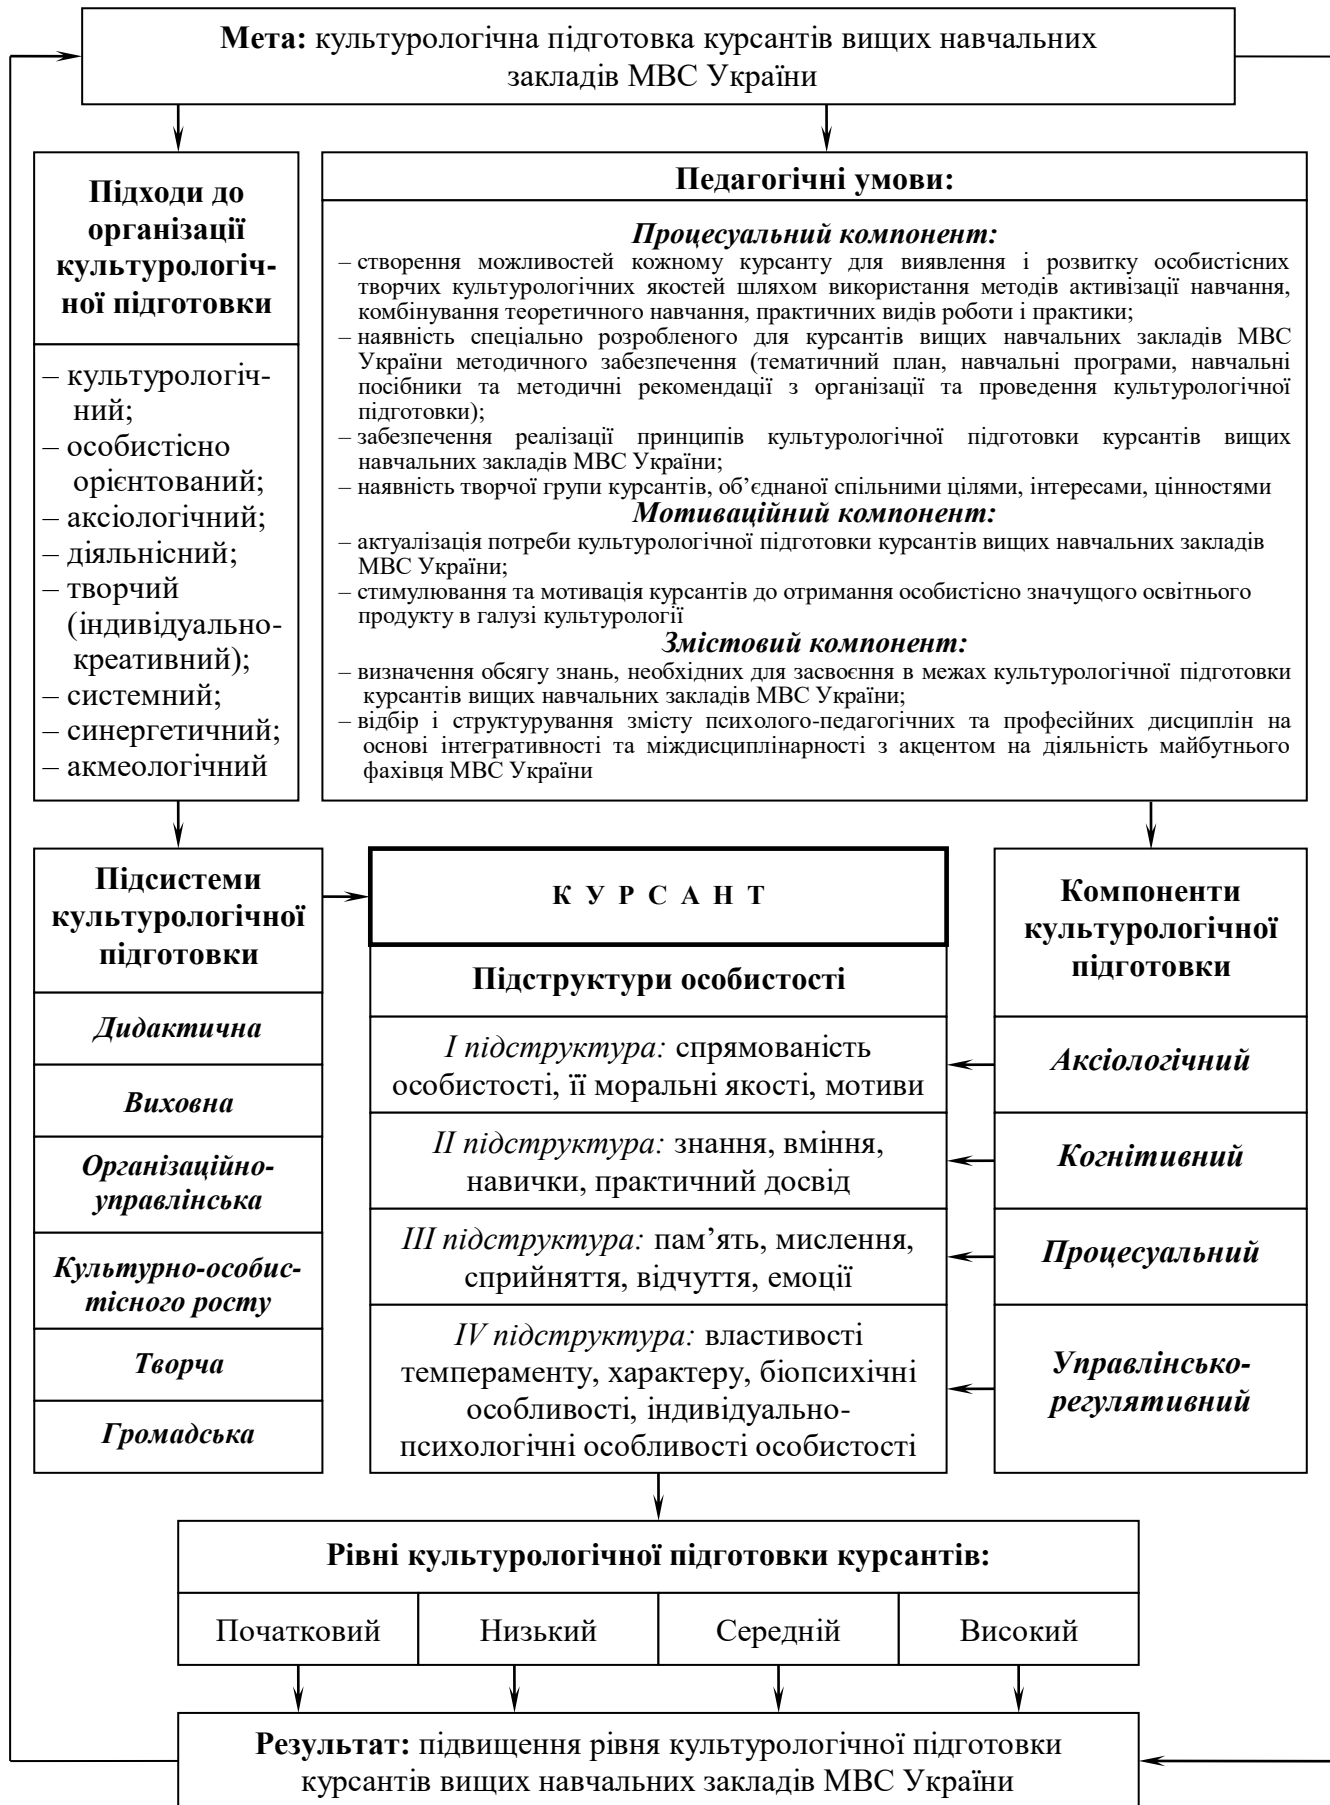 Мета: культурологічна підготовка курсантів вищих навчальних
закладів МВС України
Підходи до
організації
культурологіч-
ної підготовки
– культурологіч-
ний;
– особистісно
орієнтований;
– аксіологічний;
– діяльнісний;
– творчий
(індивідуально-
креативний);
– системний;
– синергетичний;
– акмеологічний
Педагогічні умови:
Процесуальний компонент:
– створення можливостей кожному курсанту для виявлення і розвитку особистісних
творчих культурологічних якостей шляхом використання методів активізації навчання,
комбінування теоретичного навчання, практичних видів роботи і практики;
– наявність спеціально розробленого для курсантів вищих навчальних закладів МВС
України методичного забезпечення (тематичний план, навчальні програми, навчальні
посібники та методичні рекомендації з організації та проведення культурологічної
підготовки);
– забезпечення реалізації принципів культурологічної підготовки курсантів вищих
навчальних закладів МВС України;
– наявність творчої групи курсантів, об’єднаної спільними цілями, інтересами, цінностями
Мотиваційний компонент:
– актуалізація потреби культурологічної підготовки курсантів вищих навчальних закладів
МВС України;
– стимулювання та мотивація курсантів до отримання особистісно значущого освітнього
продукту в галузі культурології
Змістовий компонент:
– визначення обсягу знань, необхідних для засвоєння в межах культурологічної підготовки
курсантів вищих навчальних закладів МВС України;
– відбір і структурування змісту психолого-педагогічних та професійних дисциплін на
основі інтегративності та міждисциплінарності з акцентом на діяльність майбутнього
фахівця МВС України
Підсистеми
культурологічної
підготовки
Дидактична
Виховна
Організаційно-
управлінська
Культурно-особис-
тісного росту
Творча
Громадська
К У Р С А Н Т
Підструктури особистості
I підструктура: спрямованість
особистості, її моральні якості, мотиви
II підструктура: знання, вміння,
навички, практичний досвід
III підструктура: пам’ять, мислення,
сприйняття, відчуття, емоції
IV підструктура: властивості
темпераменту, характеру, біопсихічні
особливості, індивідуально-
психологічні особливості особистості
Компоненти
культурологічної
підготовки
Аксіологічний
Когнітивний
Процесуальний
Управлінсько-
регулятивний
Рівні культурологічної підготовки курсантів:
Початковий
Низький
Середній
Високий
Результат: підвищення рівня культурологічної підготовки
курсантів вищих навчальних закладів МВС України